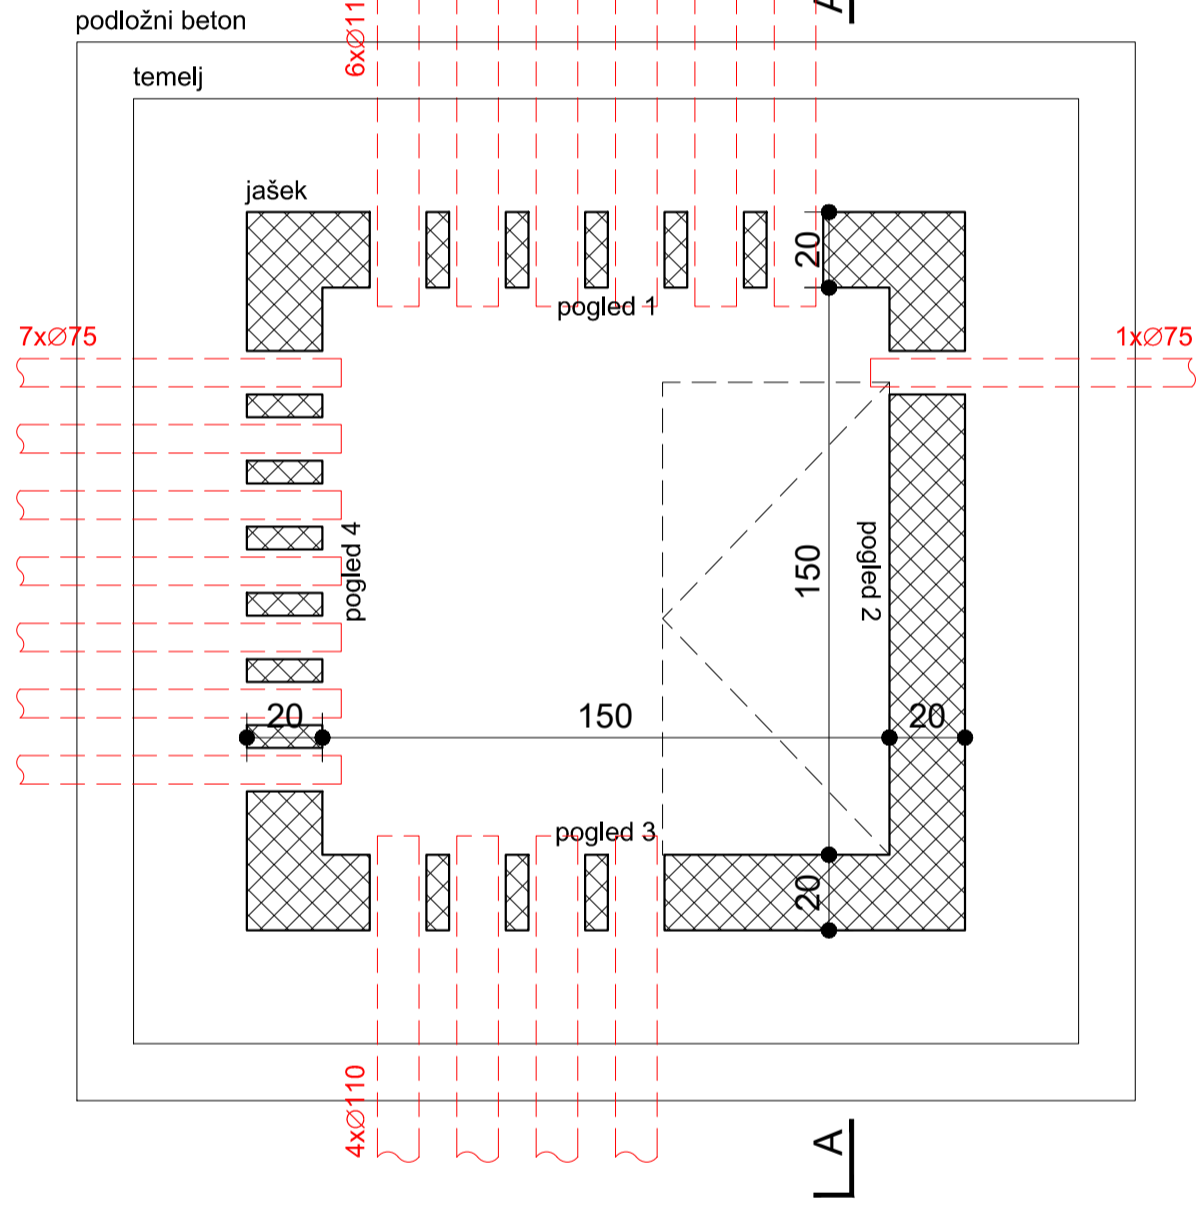 podložni beton
6xØ11
A
temelj
jašek
20
pogled 1
7xØ75
1xØ75
150
pogled 2
pogled 4
20
150
20
pogled 3
20
4xØ110
A